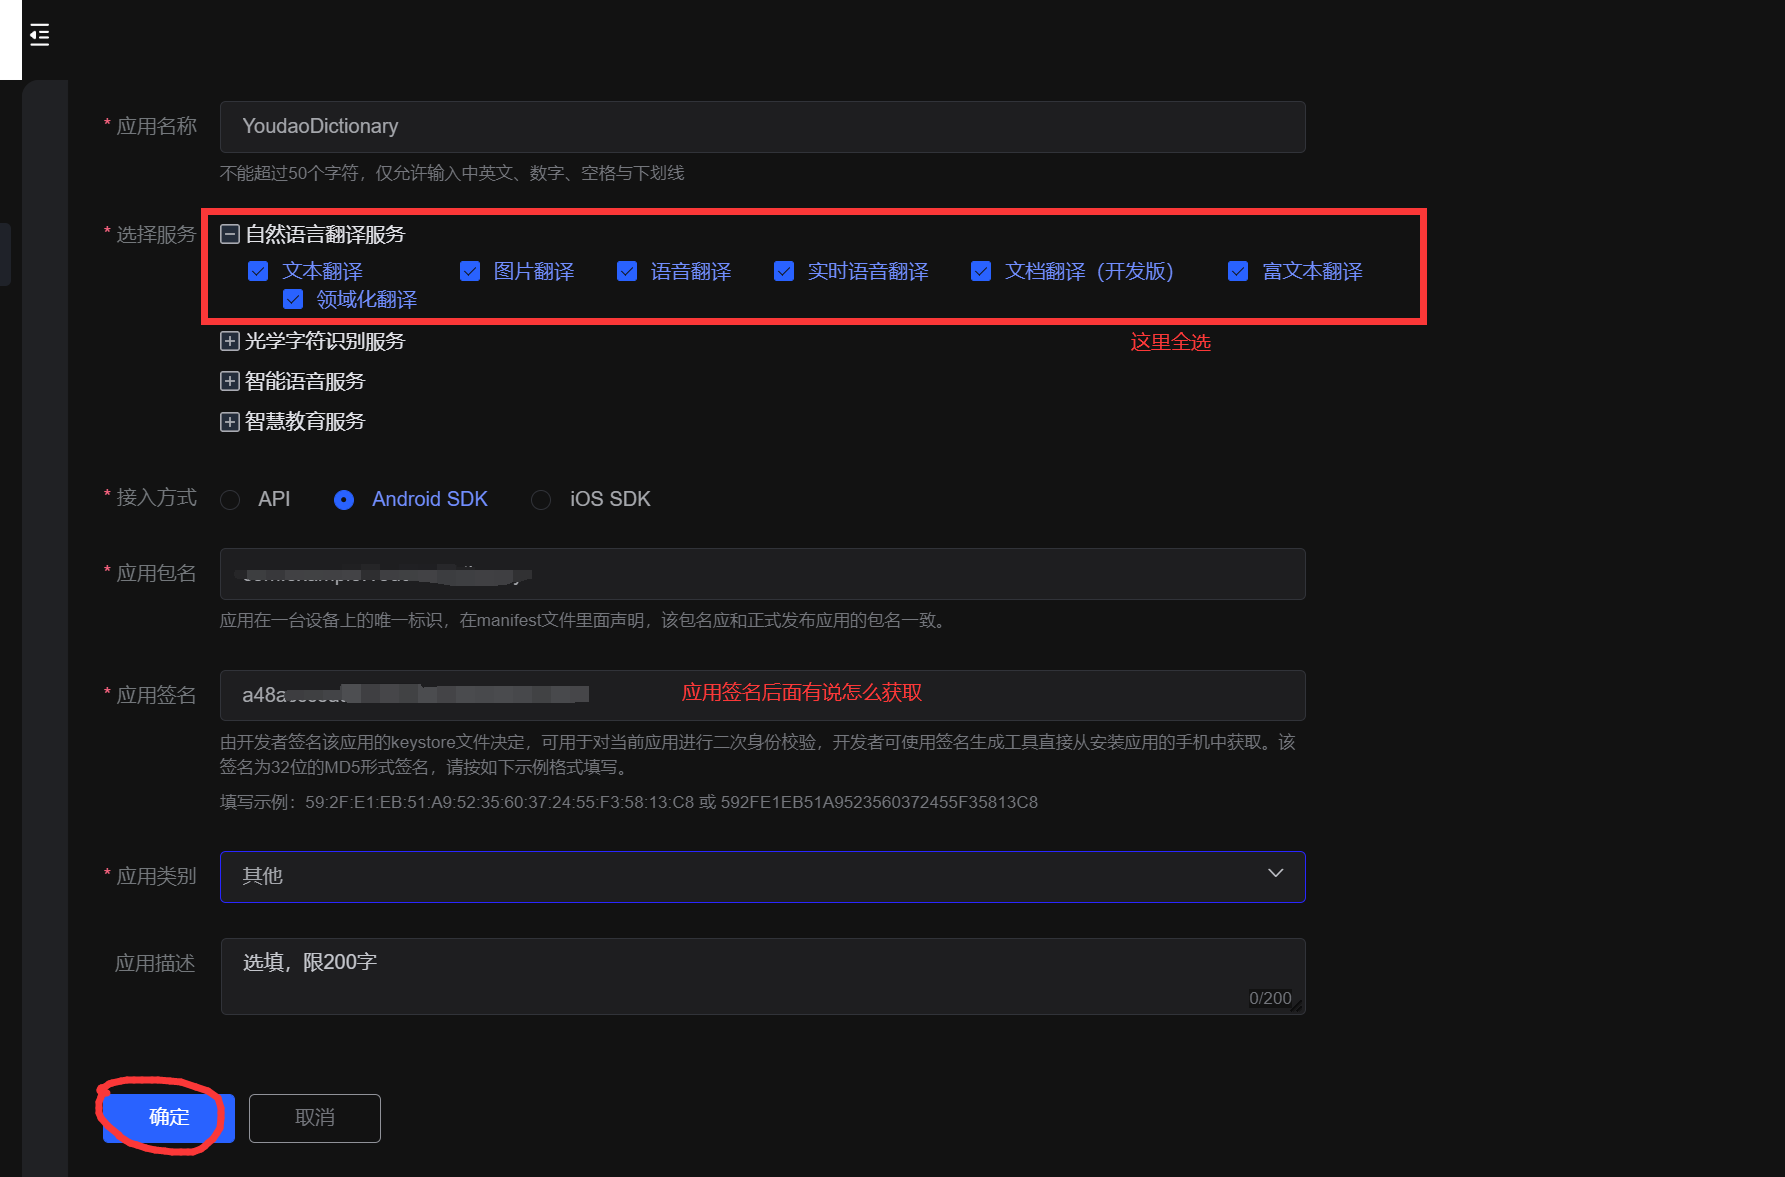 * 应用名称 YoudaoDictionary
不能超过50个字符，仅允许输入中英文、数字、空格与下划线
* 选择服务 自然语言翻译服务
文本翻译 图片翻译 语音翻译 实时语音翻译 文档翻译（开发版） 富文本翻译
领域化翻译
光学字符识别服务 这里全选
智能语音服务
智慧教育服务
* 接入方式 API Android SDK iOS SDK
* 应用包名
应用在一台设备上的唯一标识，在manifest文件里面声明，该包名应和正式发布应用的包名一致。
* 应用签名 a48a 应用签名后面有说怎么获取
由开发者签名该应用的keystore文件决定，可用于对当前应用进行二次身份校验，开发者可使用签名生成工具直接从安装应用的手机中获取。该
签名为32位的MD5形式签名，请按如下示例格式填写。
填写示例：59:2F:E1:EB:51:A9:52:35:60:37:24:55:F3:58:13:C8 或 592FE1EB51A9523560372455F35813C8
* 应用类别 其他
应用描述 选填，限200字
0/200
确定 取消